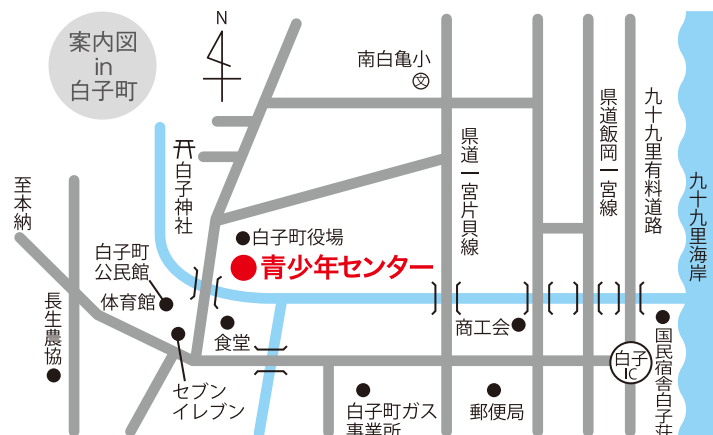 案内図
in
白子町
N
南白亀小
文
県道一宮片貝線
県道飯岡一宮線
九十九里有料道路
九十九里海岸
白子神社
至本納
白子町役場
青少年センター
白子町
公民館
体育館
長生農協
食堂
セブン
イレブン
商工会
白子
IC
国民宿舎白子荘
白子町ガス
事業所
郵便局